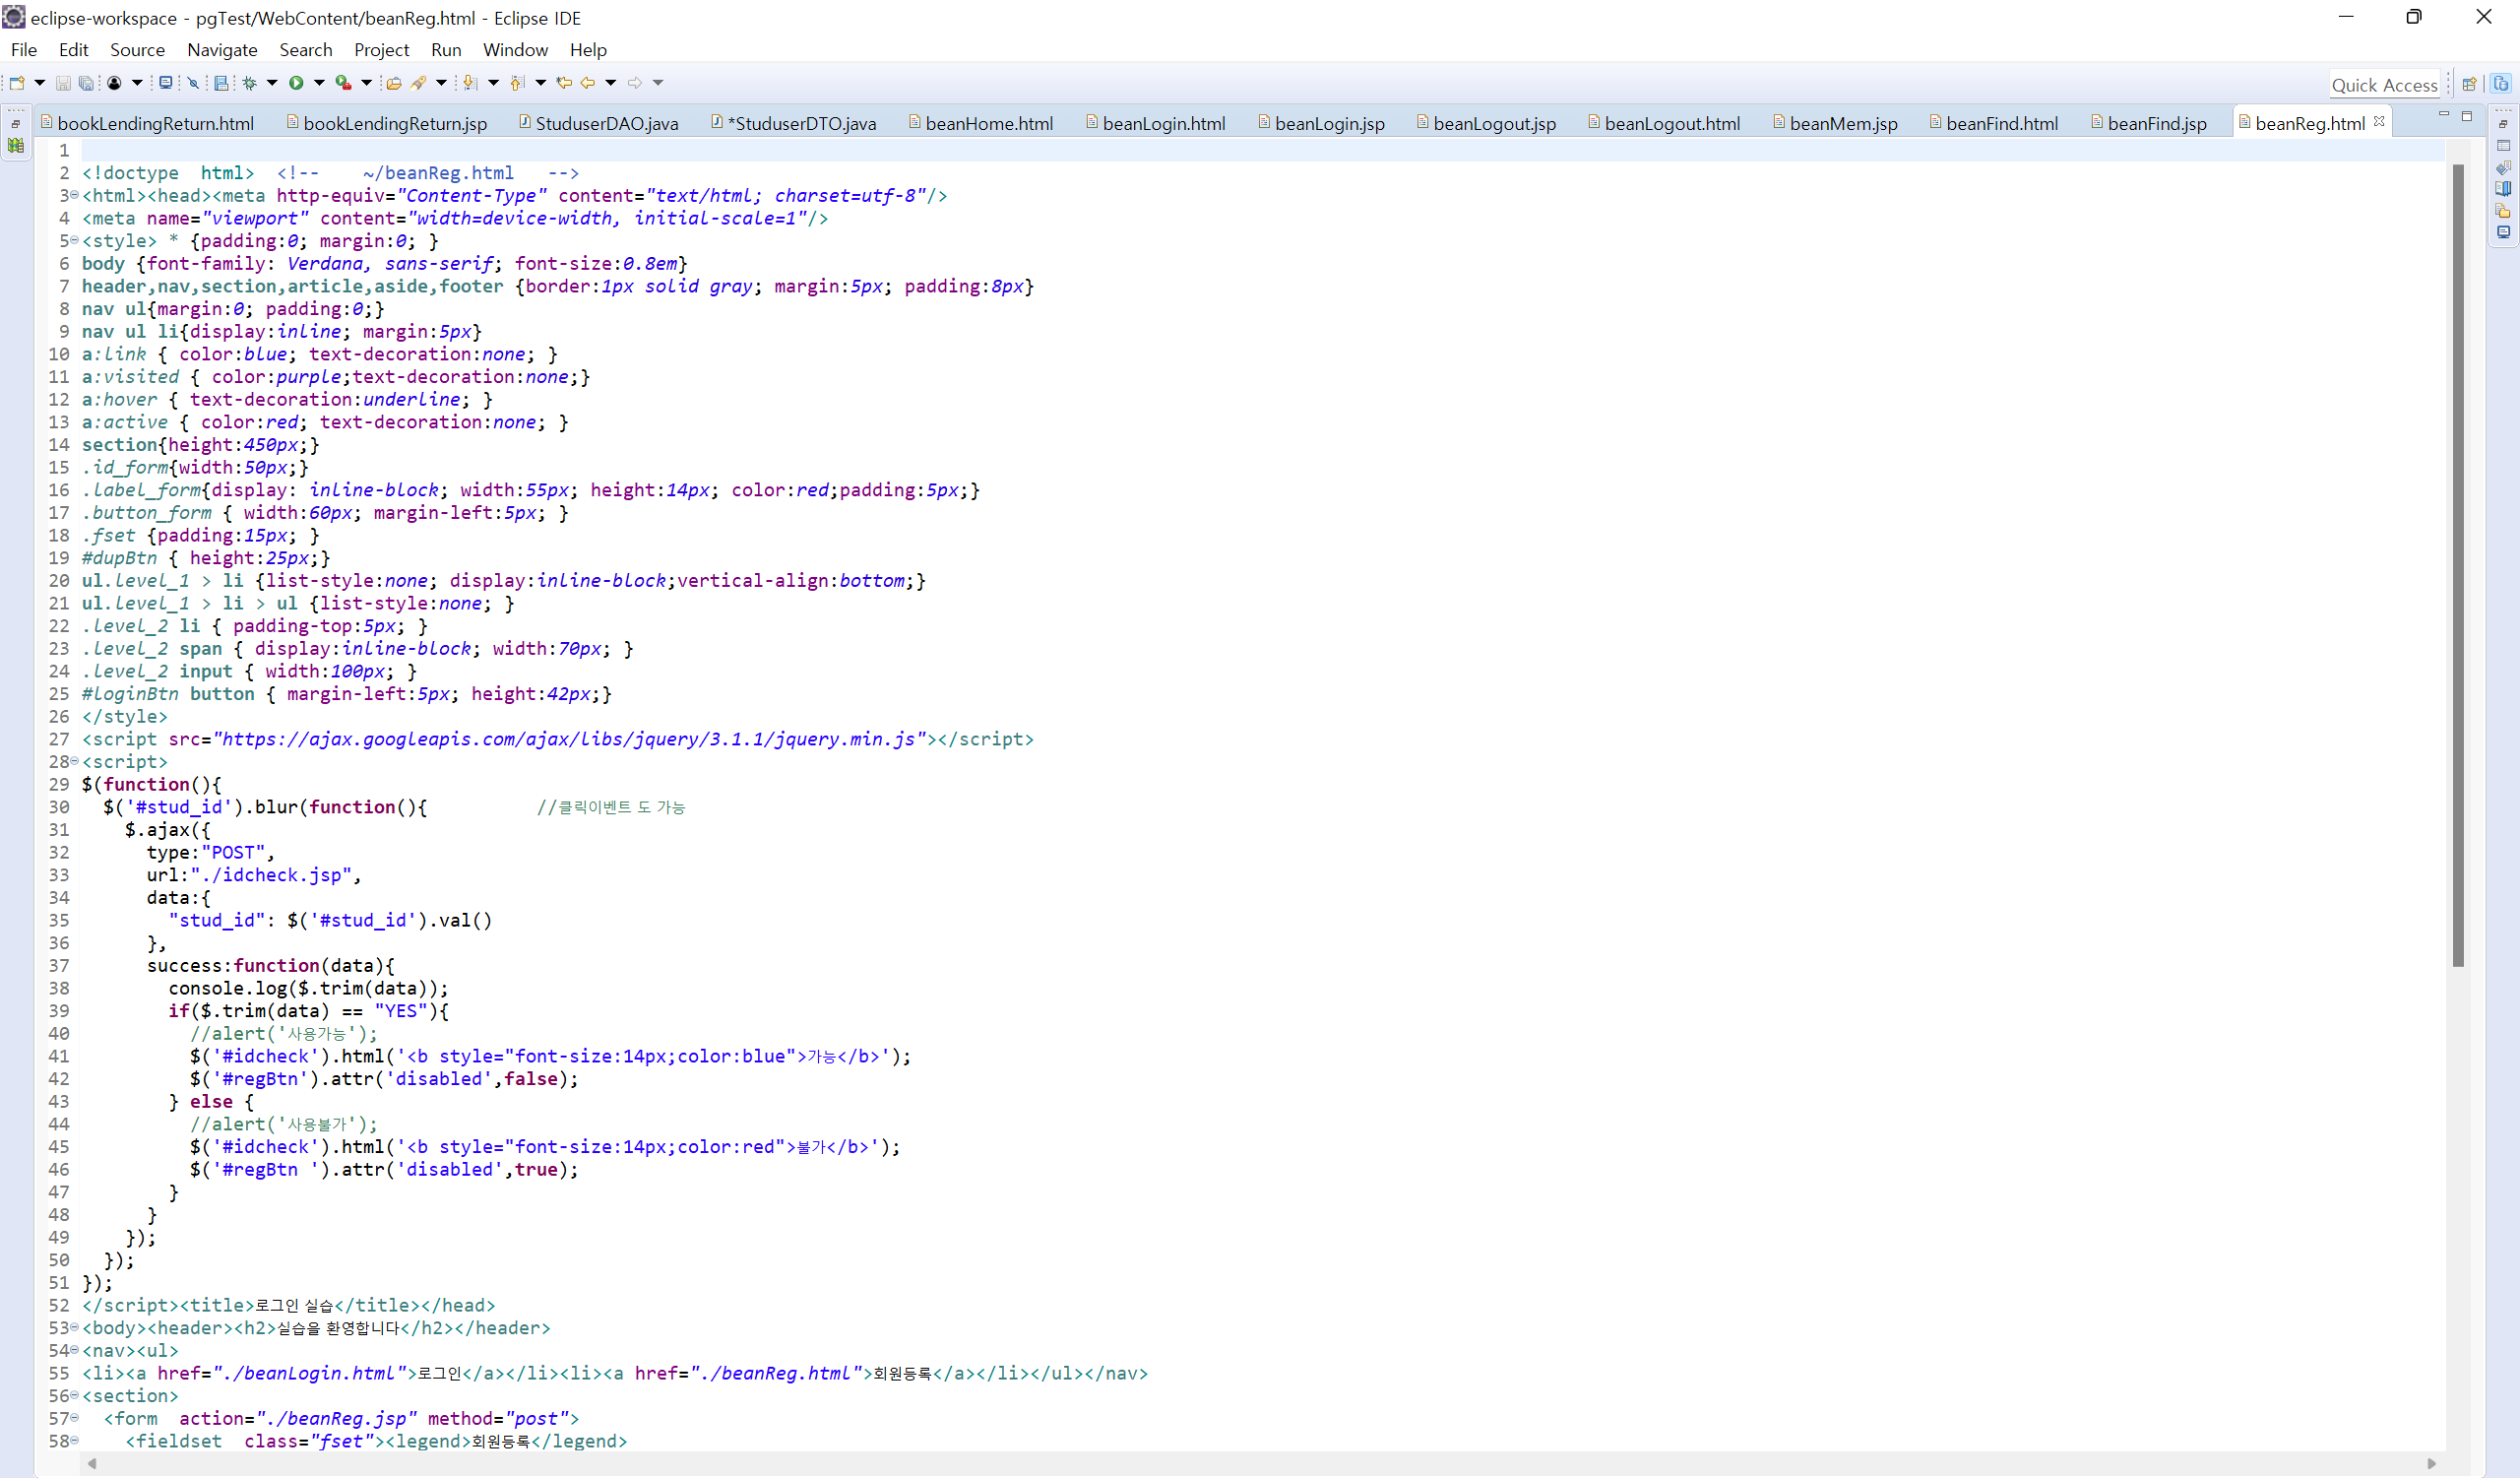 eclipse-workspace - pgTest/WebContent/beanReg.html - Eclipse IDE
File Edit Source Navigate Search Project Run Window Help
Quick Access
bookLendingReturn.html bookLendingReturn.jsp StuduserDAO.java *StuduserDTO.java beanHome.html beanLogin.html beanLogin.jsp beanLogout.jsp beanLogout.html beanMem.jsp beanFind.html beanFind.jsp beanReg.html
1
2 <!doctype  html>  <!--    ~/beanReg.html   -->
3 <html><head><meta http-equiv="Content-Type" content="text/html; charset=utf-8"/>
4 <meta name="viewport" content="width=device-width, initial-scale=1"/>
5 <style> * {padding:0; margin:0; }
6 body {font-family: Verdana, sans-serif; font-size:0.8em}
7 header,nav,section,article,aside,footer {border:1px solid gray; margin:5px; padding:8px}
8 nav ul{margin:0; padding:0;}
9 nav ul li{display:inline; margin:5px}
10 a:link { color:blue; text-decoration:none; }
11 a:visited { color:purple;text-decoration:none;}
12 a:hover { text-decoration:underline; }
13 a:active { color:red; text-decoration:none; }
14 section{height:450px;}
15 .id_form{width:50px;}
16 .label_form{display: inline-block; width:55px; height:14px; color:red;padding:5px;}
17 .button_form { width:60px; margin-left:5px; }
18 .fset {padding:15px; }
19 #dupBtn { height:25px;}
20 ul.level_1 > li {list-style:none; display:inline-block;vertical-align:bottom;}
21 ul.level_1 > li > ul {list-style:none; }
22 .level_2 li { padding-top:5px; }
23 .level_2 span { display:inline-block; width:70px; }
24 .level_2 input { width:100px; }
25 #loginBtn button { margin-left:5px; height:42px;}
26 </style>
27 <script src="https://ajax.googleapis.com/ajax/libs/jquery/3.1.1/jquery.min.js"></script>
28 <script>
29 $(function(){
30   $('#stud_id').blur(function(){          //클릭이벤트 도 가능
31     $.ajax({
32       type:"POST",
33       url:"./idcheck.jsp",
34       data:{
35         "stud_id": $('#stud_id').val()
36       },
37       success:function(data){
38         console.log($.trim(data));
39         if($.trim(data) == "YES"){
40           //alert('사용가능');
41           $('#idcheck').html('<b style="font-size:14px;color:blue">가능</b>');
42           $('#regBtn').attr('disabled',false);
43         } else {
44           //alert('사용불가');
45           $('#idcheck').html('<b style="font-size:14px;color:red">불가</b>');
46           $('#regBtn ').attr('disabled',true);
47         }
48       }
49     });
50   });
51 });
52 </script><title>로그인 실습</title></head>
53 <body><header><h2>실습을 환영합니다</h2></header>
54 <nav><ul>
55 <li><a href="./beanLogin.html">로그인</a></li><li><a href="./beanReg.html">회원등록</a></li></ul></nav>
56 <section>
57   <form  action="./beanReg.jsp" method="post">
58     <fieldset  class="fset"><legend>회원등록</legend>